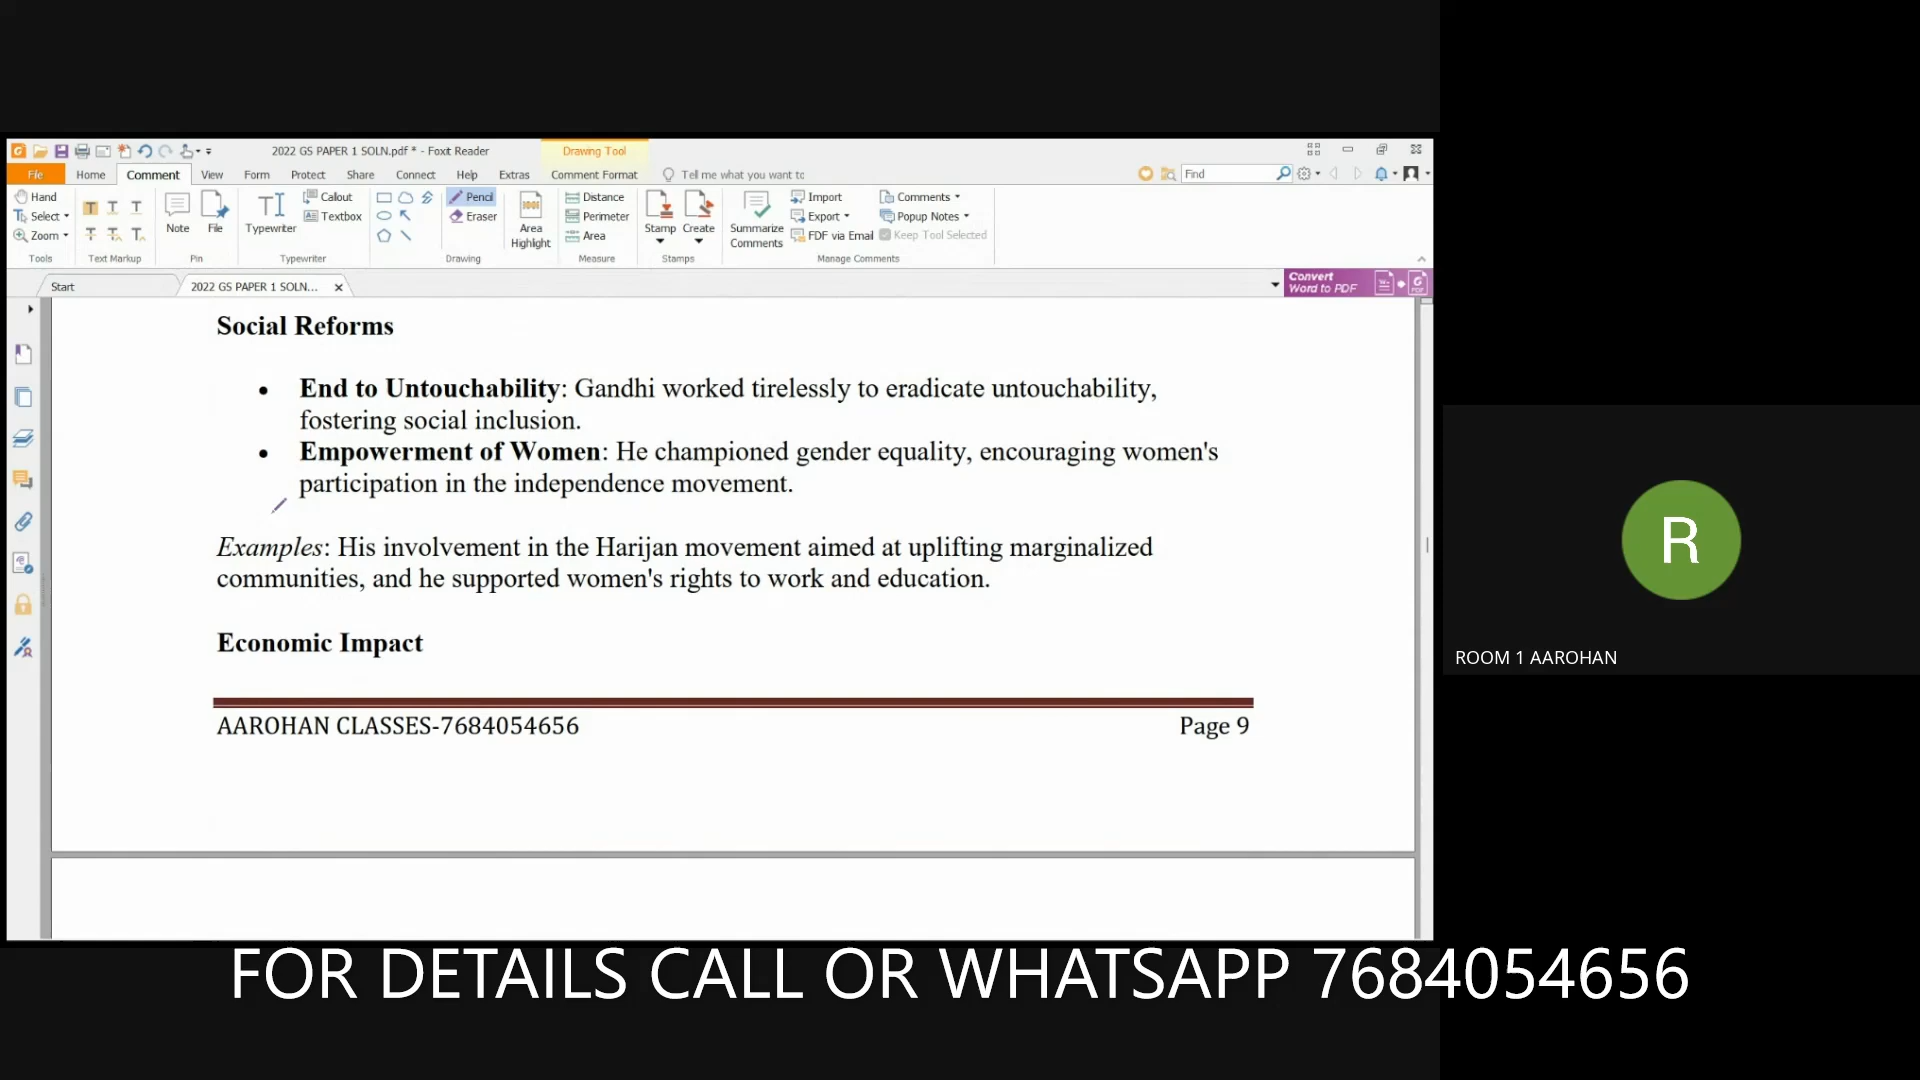 2022 GS PAPER 1 SOLN.pdf * - Foxit Reader
Drawing Tool
File Home Comment View Form Protect Share Connect Help Extras Comment Format Tell me what you want to Find
Hand
Select
Zoom
Tools
Text Markup
Note
File
Pin
Typewriter
Callout
Textbox
Typewriter
Pencil
Eraser
Drawing
Area
Highlight
Distance
Perimeter
Area
Measure
Stamp
Create
Stamps
Summarize
Comments
Import
Export
FDF via Email
Comments
Popup Notes
Keep Tool Selected
Manage Comments
Start
2022 GS PAPER 1 SOLN...
Convert
Word to PDF
Social Reforms
• End to Untouchability: Gandhi worked tirelessly to eradicate untouchability,
fostering social inclusion.
• Empowerment of Women: He championed gender equality, encouraging women's
participation in the independence movement.
Examples: His involvement in the Harijan movement aimed at uplifting marginalized
communities, and he supported women's rights to work and education.
Economic Impact
AAROHAN CLASSES-7684054656 Page 9
R
ROOM 1 AAROHAN
FOR DETAILS CALL OR WHATSAPP 7684054656